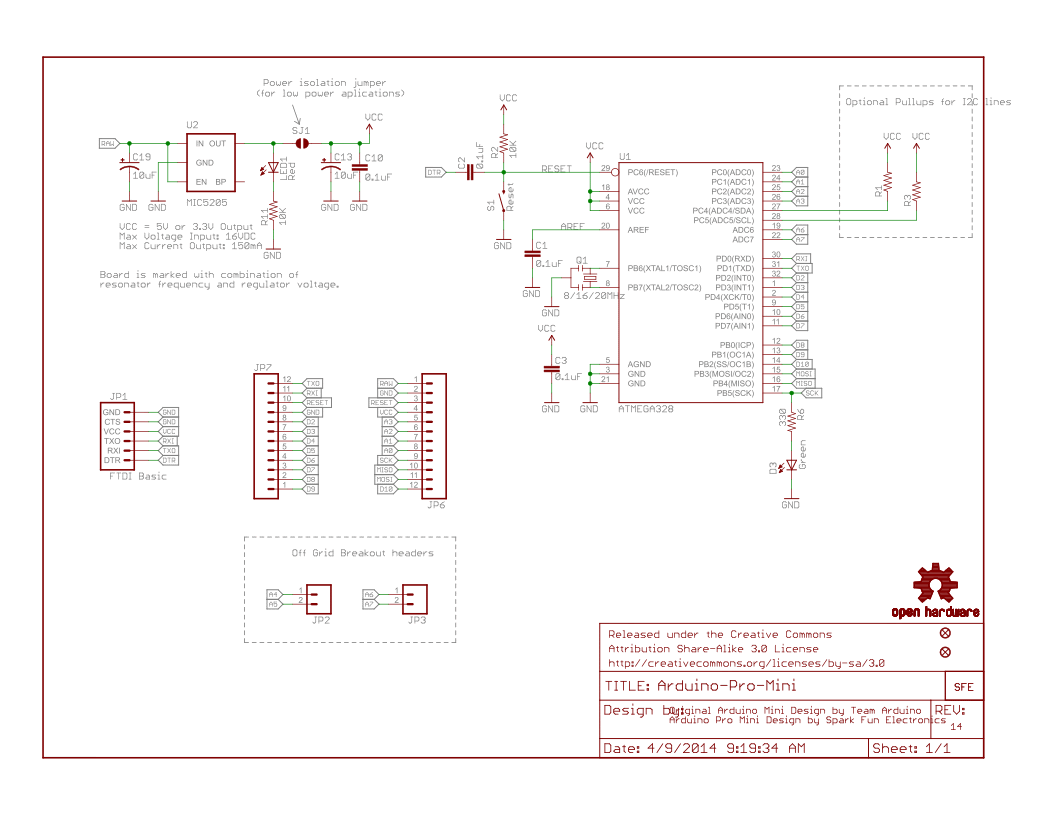 Power isolation jumper
(for low power aplications)
SJ1
VCC
RAW
U2
IN OUT
GND
EN BP
MIC5205
C19
10uF
GND
GND
LED1
Red
R11
10K
GND
C13
10uF
C10
0.1uF
GND
GND
VCC = 5V or 3.3V Output
Max Voltage Input: 16VDC
Max Current Output: 150mA
Board is marked with combination of
resonator frequency and regulator voltage.
VCC
R2
10K
DTR
C2
0.1uF
RESET
S1
Reset
GND
VCC
AREF
C1
0.1uF
GND
Q1
8/16/20MHz
GND
VCC
C3
0.1uF
GND
GND
U1
29 PC6(/RESET)
18 AVCC
4 VCC
6 VCC
20 AREF
7 PB6(XTAL1/TOSC1)
8 PB7(XTAL2/TOSC2)
5 AGND
3 GND
21 GND
ATMEGA328
PC0(ADC0) 23 A0
PC1(ADC1) 24 A1
PC2(ADC2) 25 A2
PC3(ADC3) 26 A3
PC4(ADC4/SDA) 27
PC5(ADC5/SCL) 28
ADC6 19 A6
ADC7 22 A7
PD0(RXD) 30 RXI
PD1(TXD) 31 TXO
PD2(INT0) 32 D2
PD3(INT1) 1 D3
PD4(XCK/T0) 2 D4
PD5(T1) 9 D5
PD6(AIN0) 10 D6
PD7(AIN1) 11 D7
PB0(ICP) 12 D8
PB1(OC1A) 13 D9
PB2(SS/OC1B) 14 D10
PB3(MOSI/OC2) 15 MOSI
PB4(MISO) 16 MISO
PB5(SCK) 17 SCK
330
R6
D3
Green
GND
Optional Pullups for I2C lines
VCC
VCC
R1
R3
JP1
GND GND
CTS GND
VCC VCC
TXO RXI
RXI TXO
DTR DTR
FTDI Basic
JP7
12 TXO
11 RXI
10 RESET
9 GND
8 D2
7 D3
6 D4
5 D5
4 D6
3 D7
2 D8
1 D9
RAW 1
GND 2
RESET 3
VCC 4
A3 5
A2 6
A1 7
A0 8
SCK 9
MISO 10
MOSI 11
D10 12
JP6
Off Grid Breakout headers
A4 1
A5 2
JP2
A6 1
A7 2
JP3
open hardware
Released under the Creative Commons
Attribution Share-Alike 3.0 License
http://creativecommons.org/licenses/by-sa/3.0
TITLE: Arduino-Pro-Mini
SFE
Design by:
Original Arduino Mini Design by Team Arduino
Arduino Pro Mini Design by Spark Fun Electronics
REV:
14
Date: 4/9/2014 9:19:34 AM
Sheet: 1/1